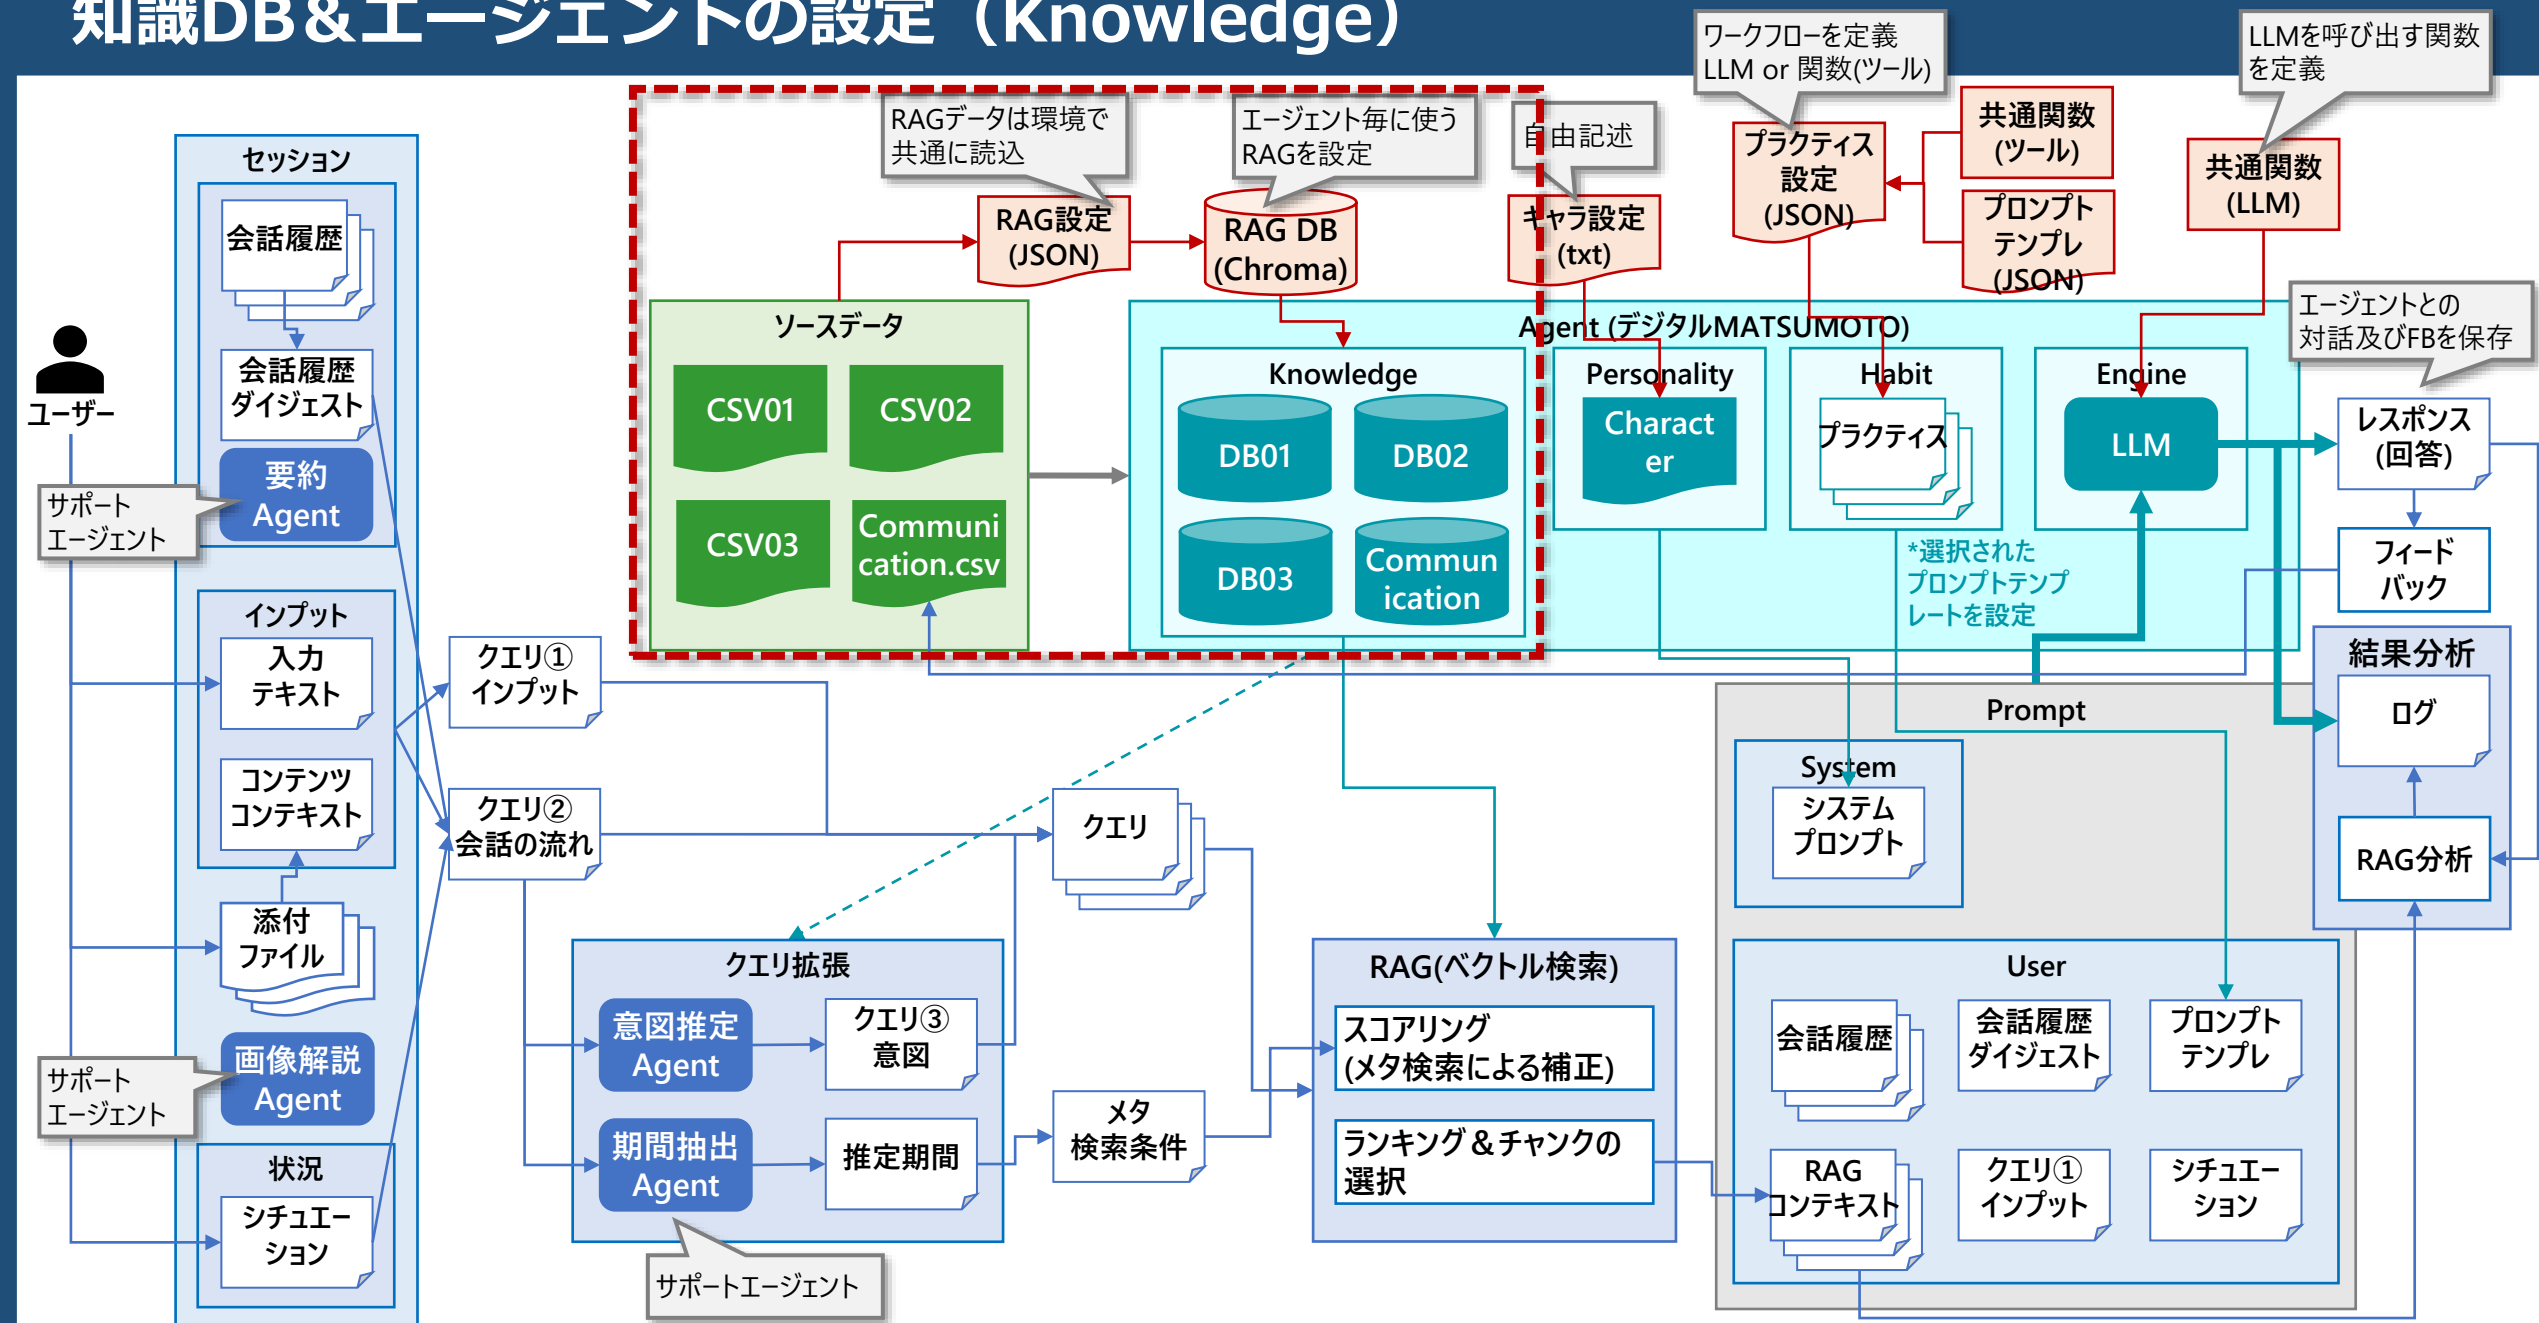 知識DB＆エージェントの設定（Knowledge）
ワークフローを定義
LLM or 関数(ツール)
LLMを呼び出す関数
を定義
RAGデータは環境で
共通に読込
エージェント毎に使う
RAGを設定
自由記述
プラクティス
設定
(JSON)
共通関数
(ツール)
プロンプト
テンプレ
(JSON)
共通関数
(LLM)
RAG設定
(JSON)
RAG DB
(Chroma)
キャラ設定
(txt)
セッション
会話履歴
会話履歴
ダイジェスト
要約
Agent
サポート
エージェント
ユーザー
インプット
入力
テキスト
コンテンツ
コンテキスト
添付
ファイル
画像解説
Agent
サポート
エージェント
状況
シチュエー
ション
ソースデータ
CSV01
CSV02
CSV03
Communi
cation.csv
Agent (デジタルMATSUMOTO)
Knowledge
DB01
DB02
DB03
Commun
ication
Personality
Charact
er
Habit
プラクティス
*選択された
プロンプトテンプ
レートを設定
Engine
LLM
エージェントとの
対話及びFBを保存
レスポンス
(回答)
フィード
バック
結果分析
ログ
RAG分析
クエリ①
インプット
クエリ②
会話の流れ
クエリ
クエリ拡張
意図推定
Agent
クエリ③
意図
期間抽出
Agent
推定期間
サポートエージェント
メタ
検索条件
RAG(ベクトル検索)
スコアリング
(メタ検索による補正)
ランキング＆チャンクの
選択
Prompt
System
システム
プロンプト
User
会話履歴
会話履歴
ダイジェスト
プロンプト
テンプレ
RAG
コンテキスト
クエリ①
インプット
シチュエー
ション